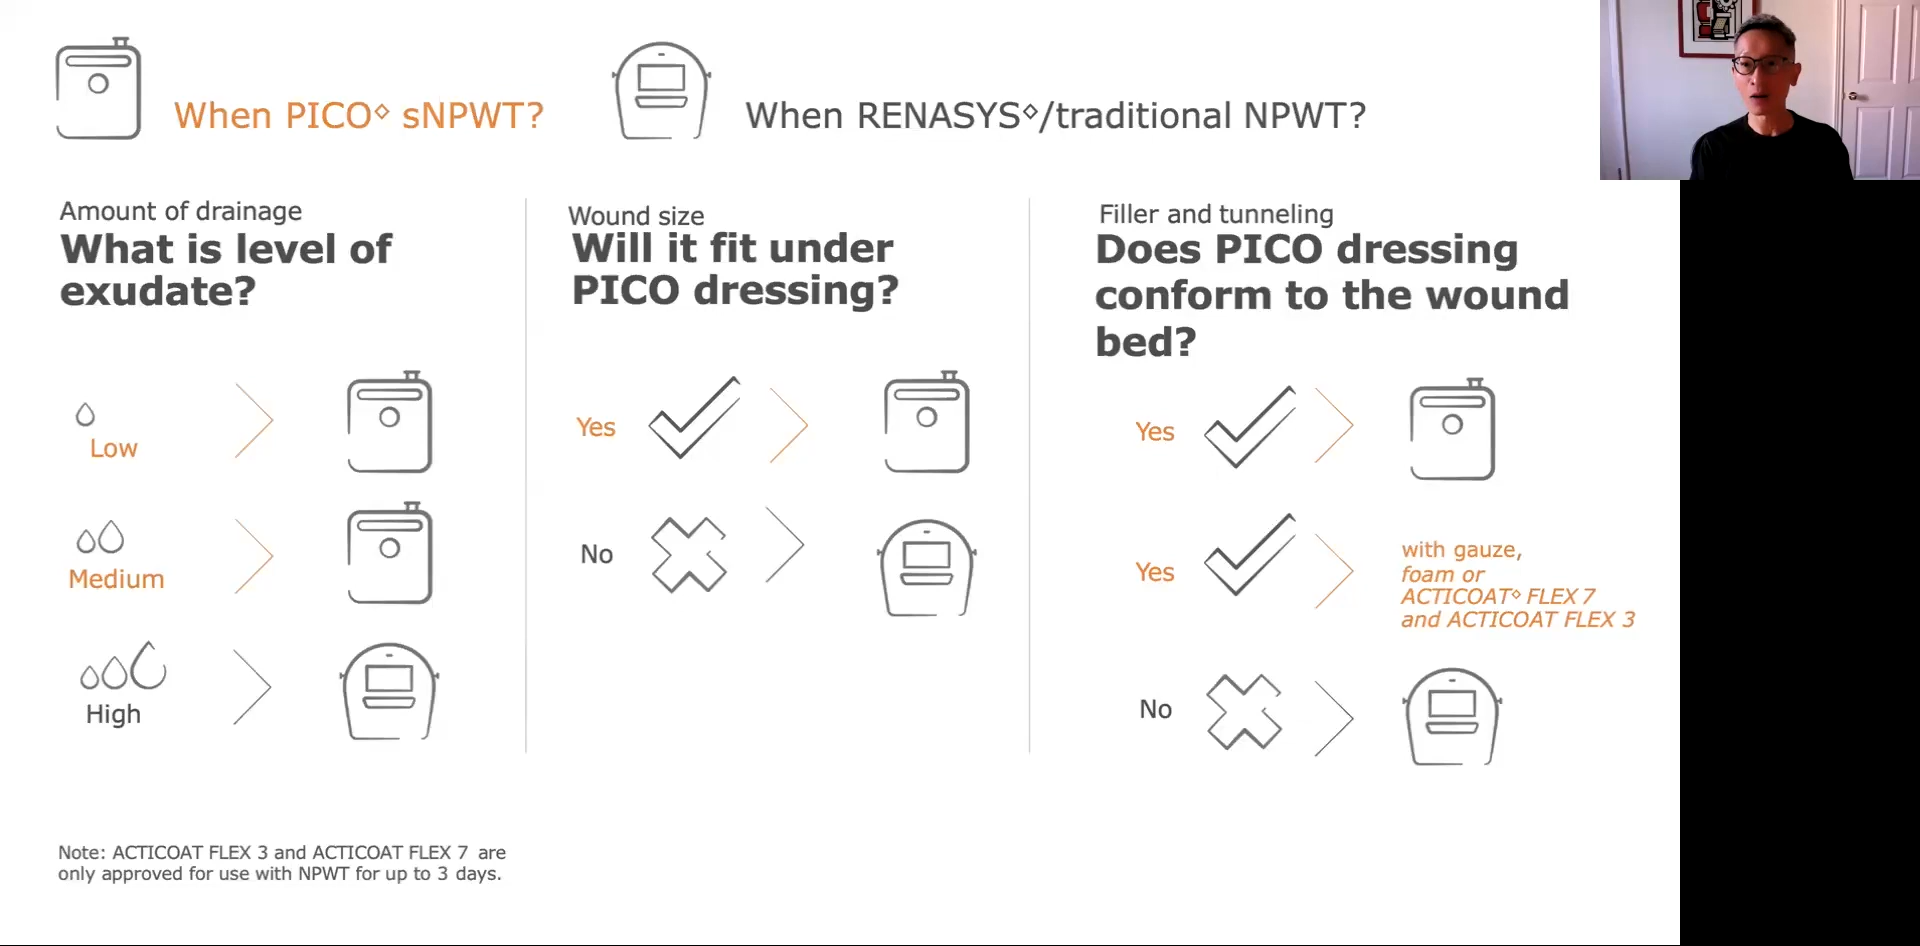 When PICO◊ sNPWT?
When RENASYS◊/traditional NPWT?
Amount of drainage
What is level of
exudate?
Low
Medium
High
Wound size
Will it fit under
PICO dressing?
Yes
No
Filler and tunneling
Does PICO dressing
conform to the wound
bed?
Yes
Yes
with gauze,
foam or
ACTICOAT◊ FLEX 7
and ACTICOAT FLEX 3
No
Note: ACTICOAT FLEX 3 and ACTICOAT FLEX 7 are
only approved for use with NPWT for up to 3 days.